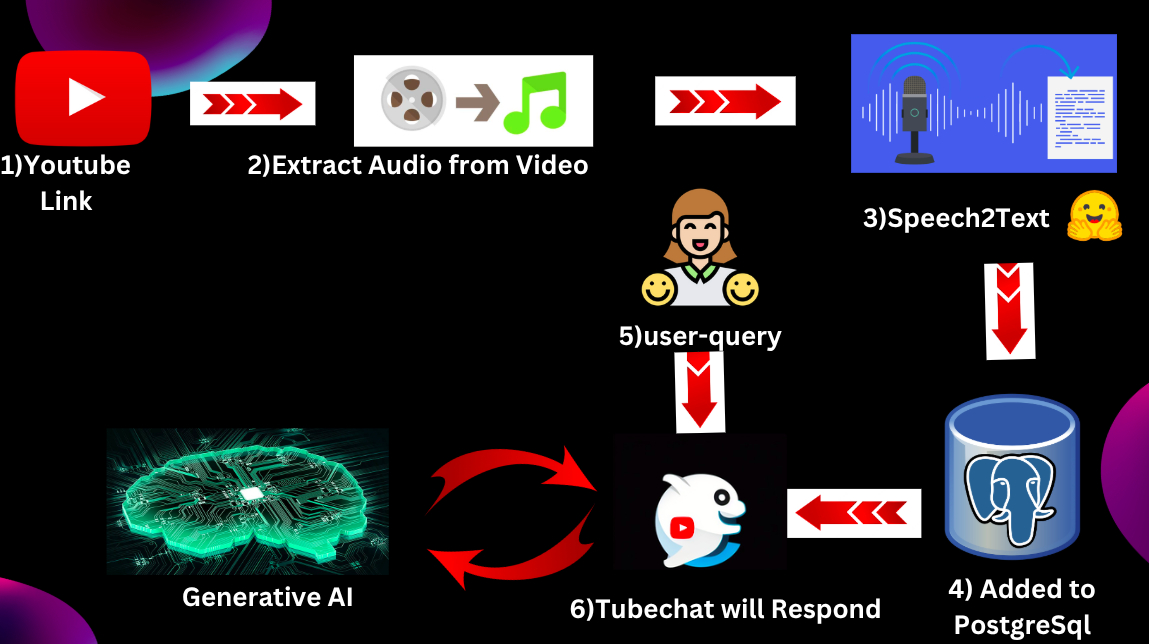 1)Youtube
Link
2)Extract Audio from Video
3)Speech2Text
5)user-query
4) Added to
PostgreSql
Generative AI
6)Tubechat will Respond